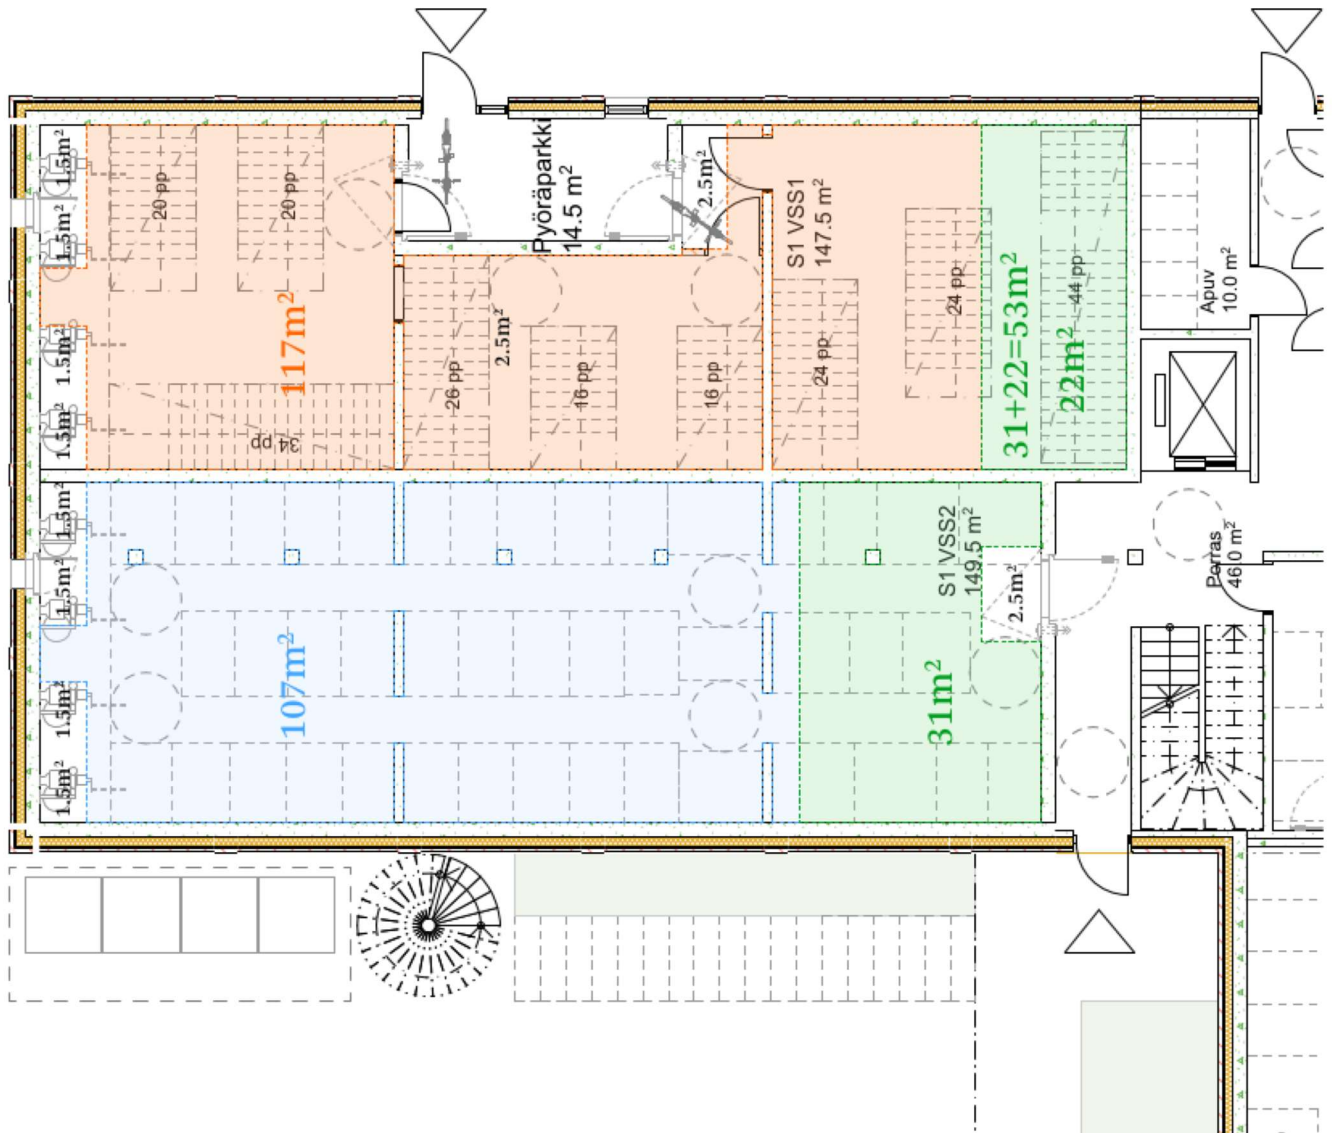 1.5m²
1.5m²
1.5m²
1.5m²
20 pp
20 pp
117m²
34 pp
Pyöräparkki
14.5 m²
2.5m²
26 pp
2.5m²
16 pp
16 pp
S1 VSS1
147.5 m²
24 pp
24 pp
31+22=53m²
22m²
44 pp
Apuv
10.0 m²
1.5m²
1.5m²
1.5m²
1.5m²
107m²
31m²
S1 VSS2
149.5 m²
2.5m²
Porras
46.0 m²